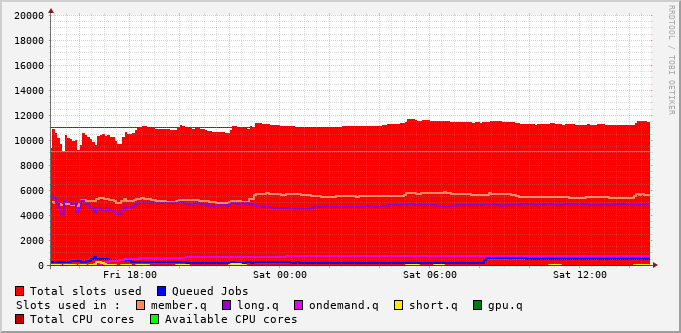 RRDTOOL / TOBI OETIKER
20000
18000
16000
14000
12000
10000
8000
6000
4000
2000
0
Fri 18:00 Sat 00:00 Sat 06:00 Sat 12:00
Total slots used Queued Jobs
Slots used in : member.q long.q ondemand.q short.q gpu.q
Total CPU cores Available CPU cores